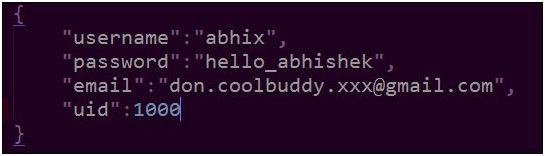 {
"username":"abhix",
"password":"hello_abhishek",
"email":"don.coolbuddy.xxx@gmail.com",
"uid":1000
}